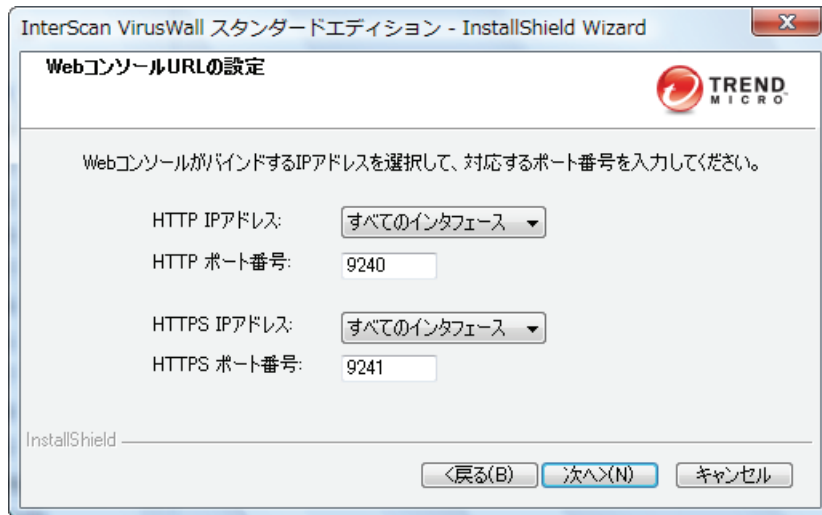 InterScan VirusWall スタンダードエディション - InstallShield Wizard
WebコンソールURLの設定
TREND
MICRO™
WebコンソールがバインドするIPアドレスを選択して、対応するポート番号を入力してください。
HTTP IPアドレス: すべてのインタフェース
HTTP ポート番号: 9240
HTTPS IPアドレス: すべてのインタフェース
HTTPS ポート番号: 9241
InstallShield
<戻る(B) 次へ>(N) キャンセル